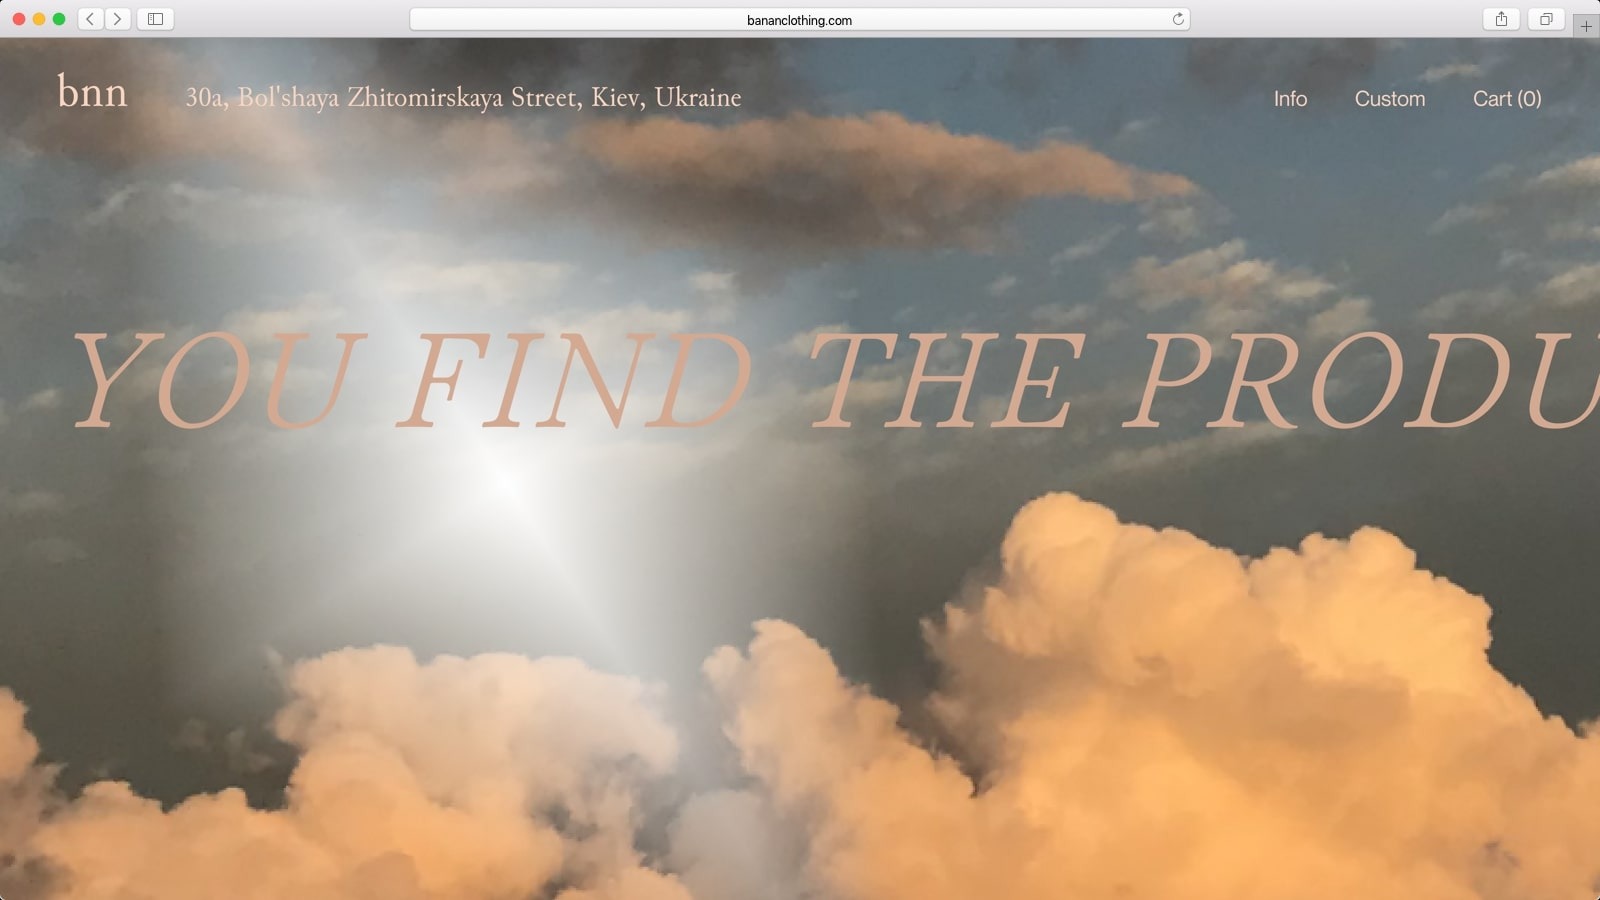 bananclothing.com
bnn
30a, Bol'shaya Zhitomirskaya Street, Kiev, Ukraine
Info
Custom
Cart (0)
YOU FIND THE PRODU